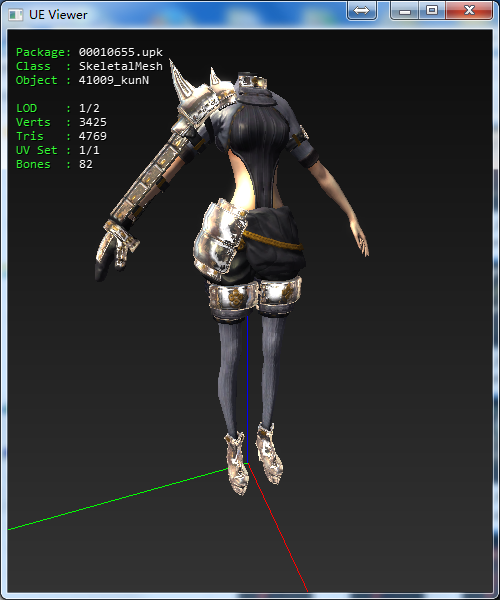 UE Viewer
Package: 00010655.upk
Class  : SkeletalMesh
Object : 41009_kunN
LOD    : 1/2
Verts  : 3425
Tris   : 4769
UV Set : 1/1
Bones  : 82